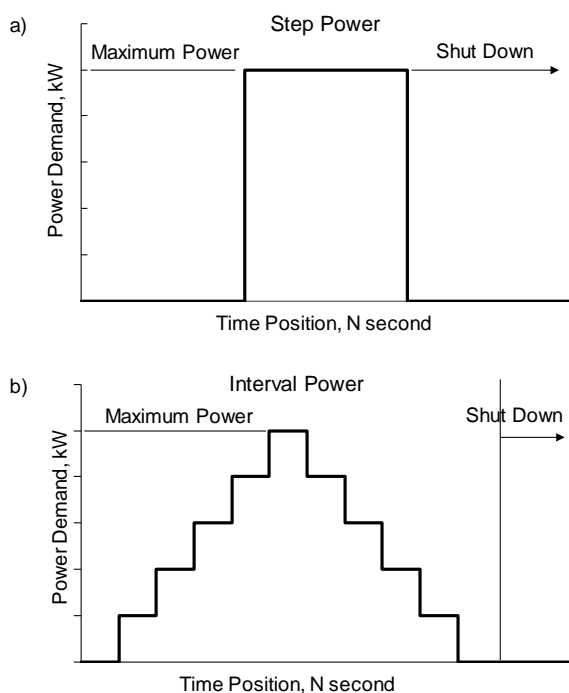 a)
Step Power
Maximum Power
Shut Down
Power Demand, kW
Time Position, N second
b)
Interval Power
Maximum Power
Shut Down
Power Demand, kW
Time Position, N second